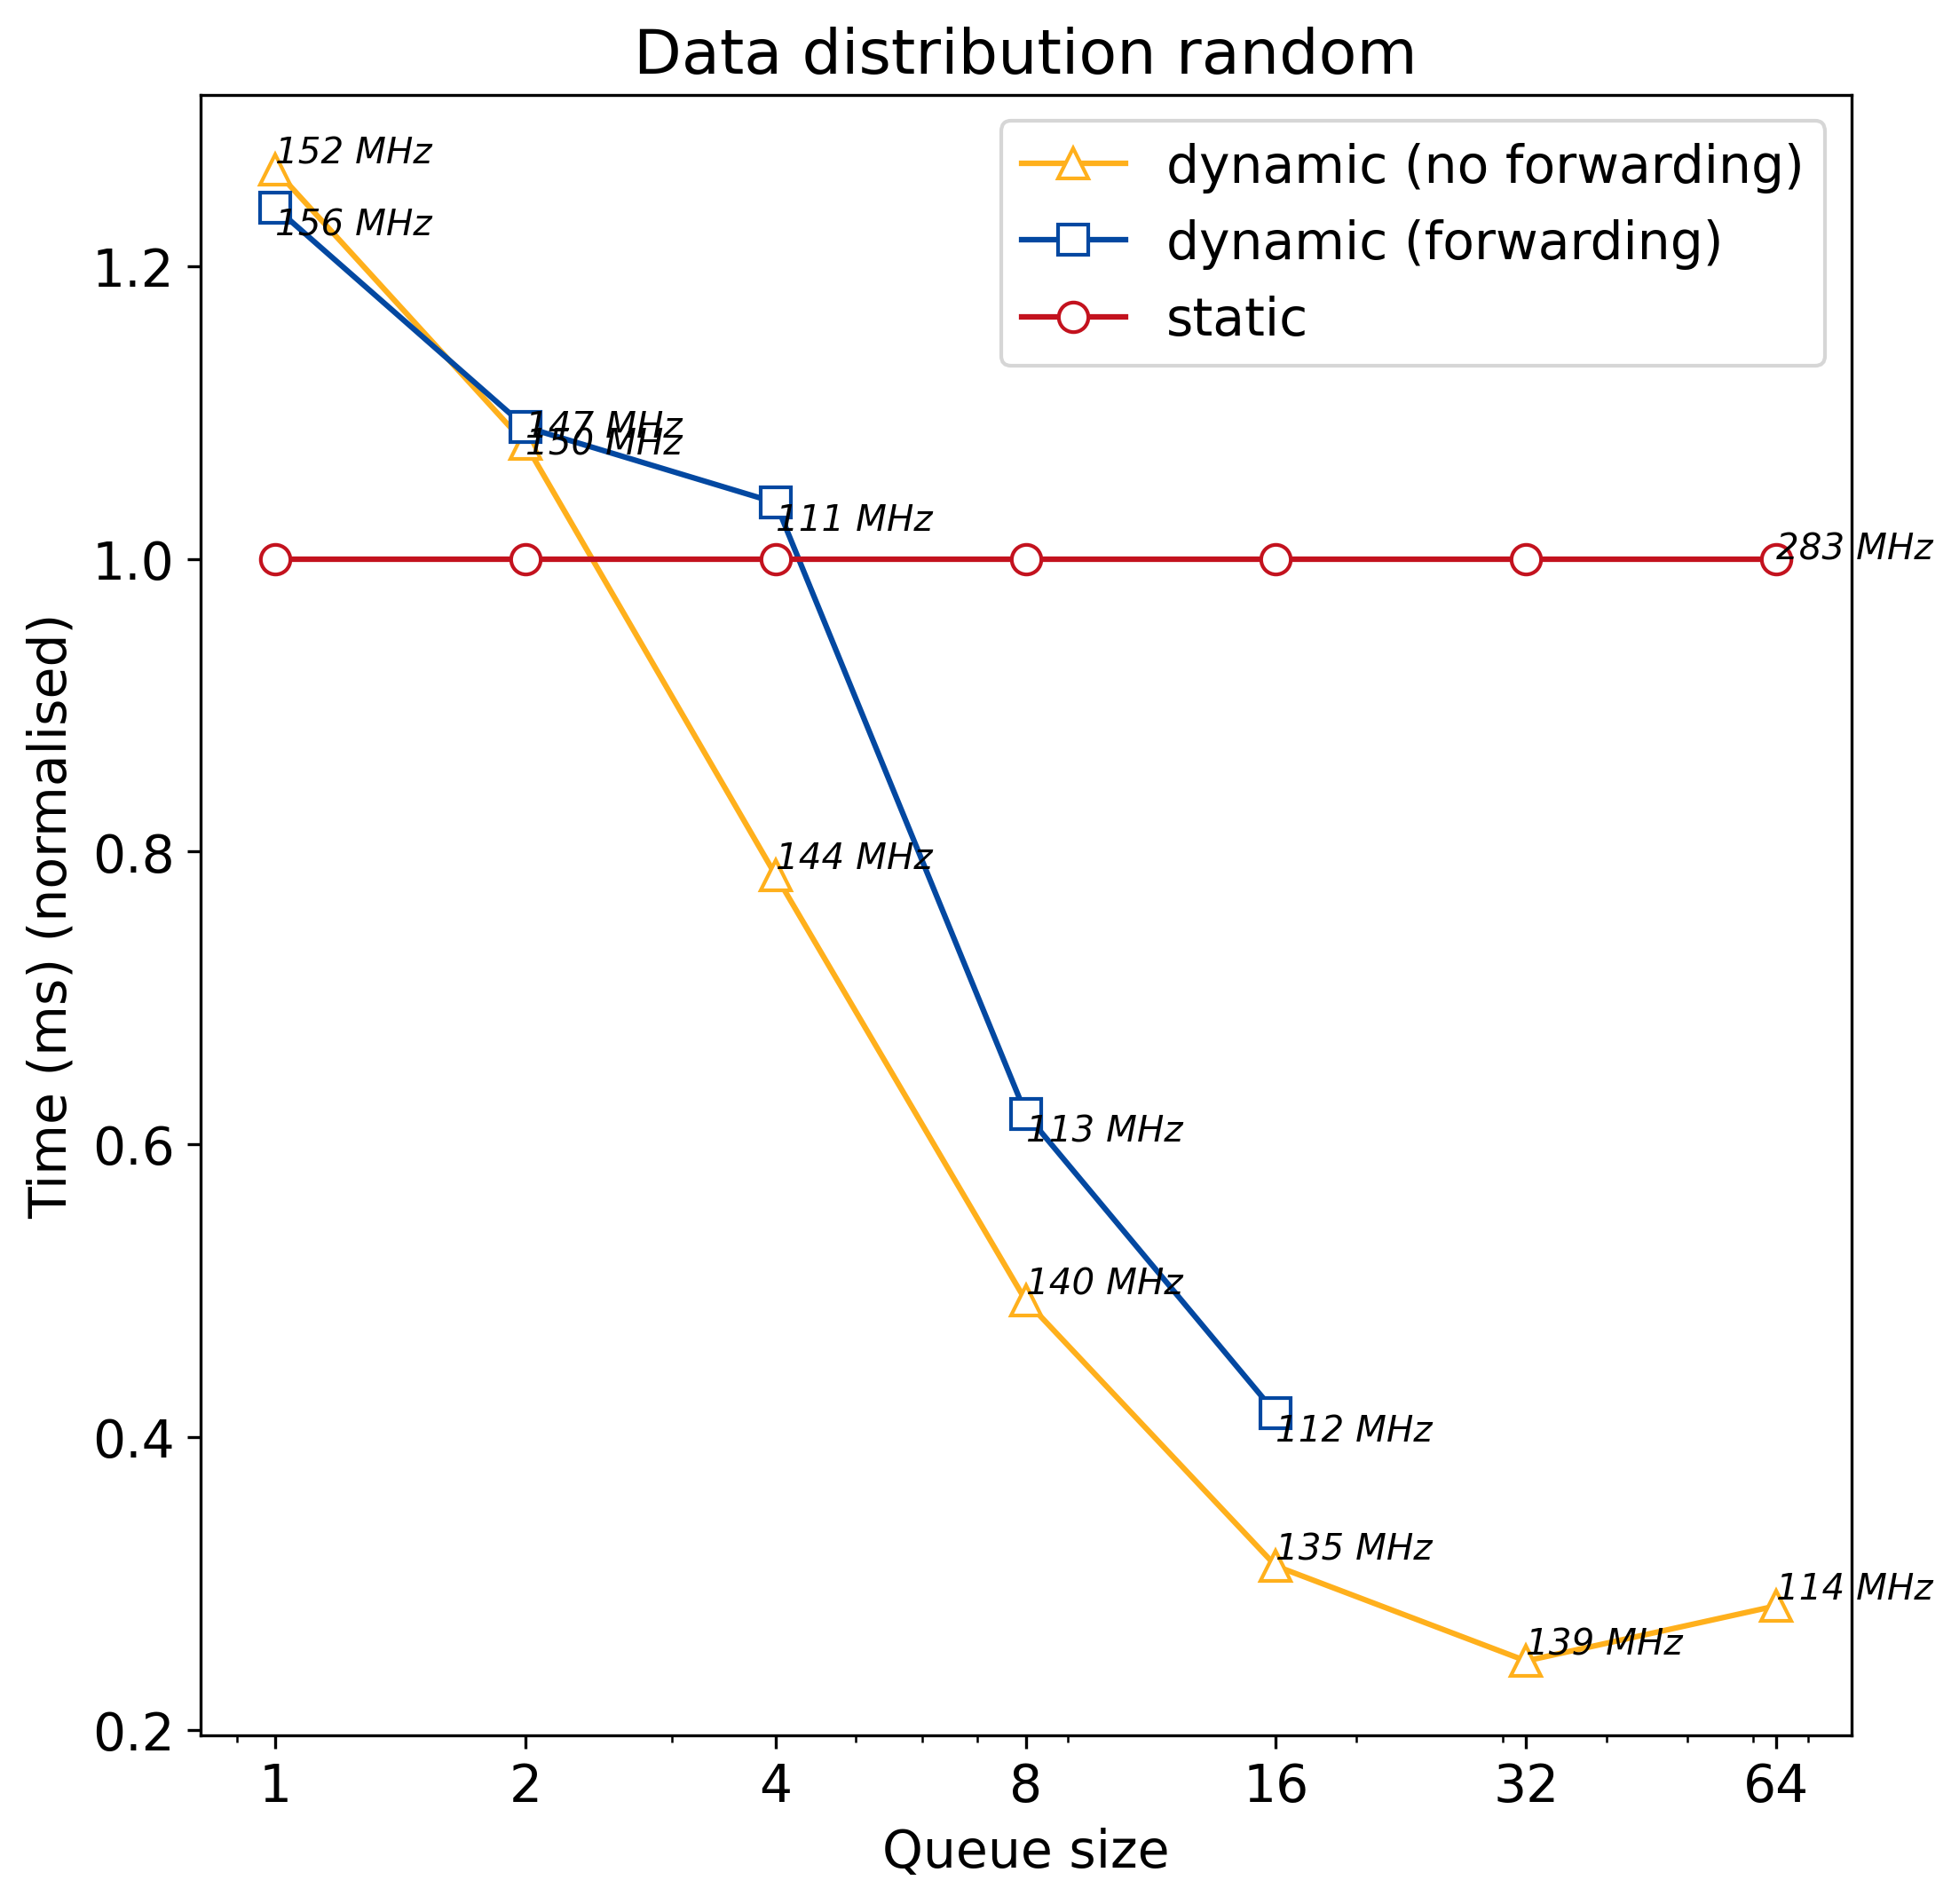 Data distribution random
dynamic (no forwarding)
dynamic (forwarding)
static
152 MHz
156 MHz
147 MHz
150 MHz
111 MHz
283 MHz
144 MHz
113 MHz
140 MHz
112 MHz
135 MHz
139 MHz
114 MHz
Time (ms) (normalised)
1.2
1.0
0.8
0.6
0.4
0.2
1 2 4 8 16 32 64
Queue size